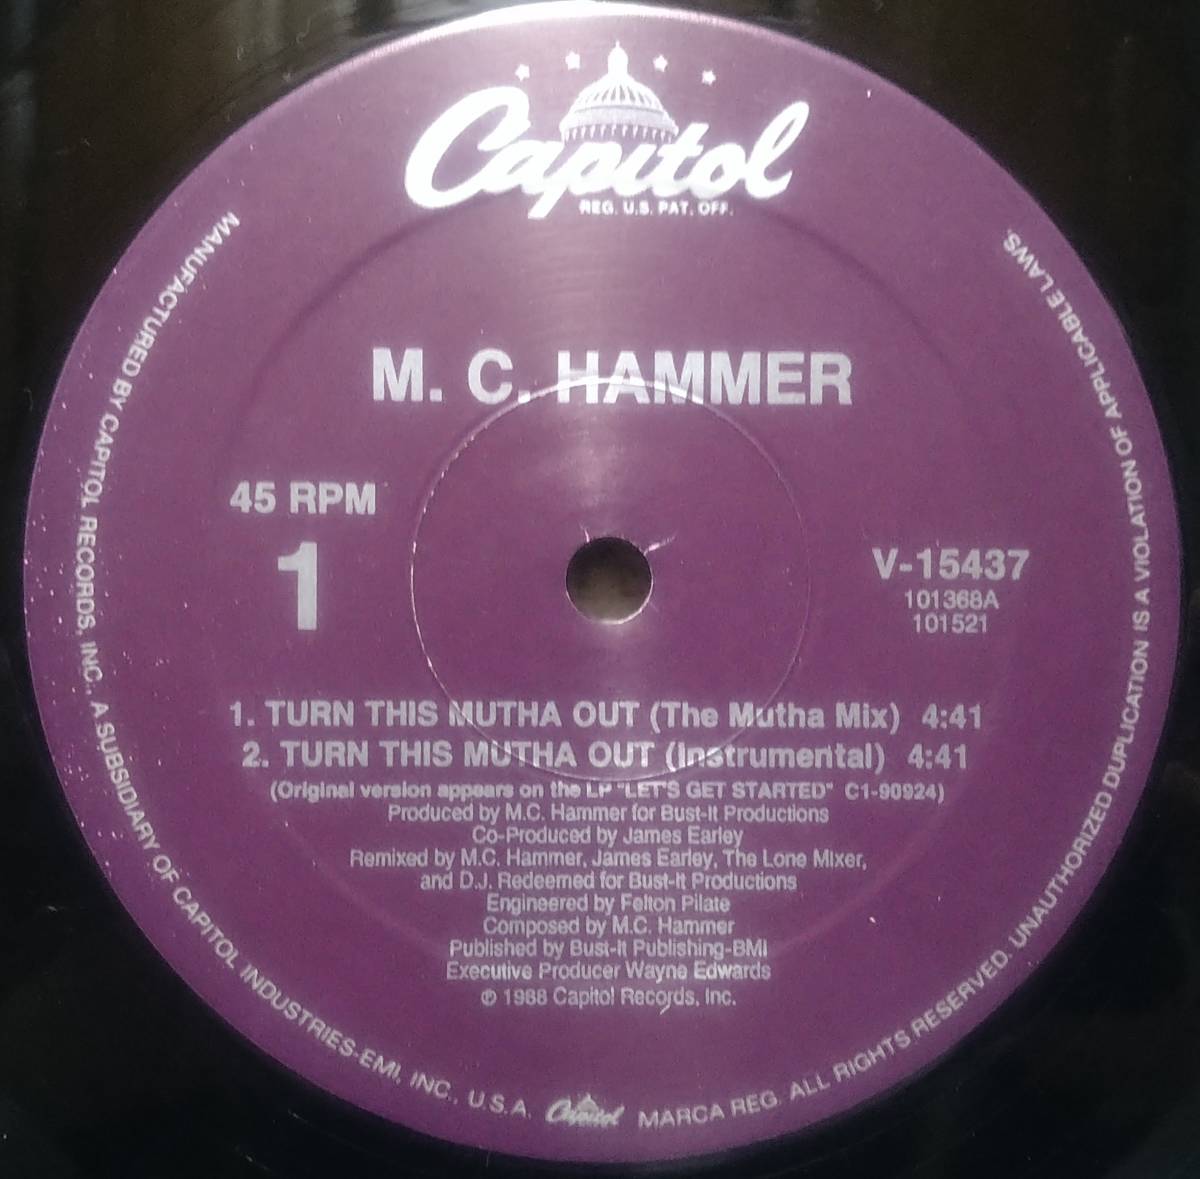 Capitol
REG. U.S. PAT. OFF.
M. C. HAMMER
45 RPM
1
V-15437
101368A
101521
1. TURN THIS MUTHA OUT (The Mutha Mix) 4:41
2. TURN THIS MUTHA OUT (Instrumental) 4:41
(Original version appears on the LP "LET'S GET STARTED" C1-90924)
Produced by M.C. Hammer for Bust-It Productions
Co-Produced by James Earley
Remixed by M.C. Hammer, James Earley, The Lone Mixer,
and D.J. Redeemed for Bust-It Productions
Engineered by Felton Pilate
Composed by M.C. Hammer
Published by Bust-It Publishing-BMI
Executive Producer Wayne Edwards
℗ 1988 Capitol Records, Inc.
MANUFACTURED BY CAPITOL RECORDS, INC., A SUBSIDIARY OF CAPITOL INDUSTRIES-EMI, INC., U.S.A. Capitol MARCA REG. ALL RIGHTS RESERVED. UNAUTHORIZED DUPLICATION IS A VIOLATION OF APPLICABLE LAWS.